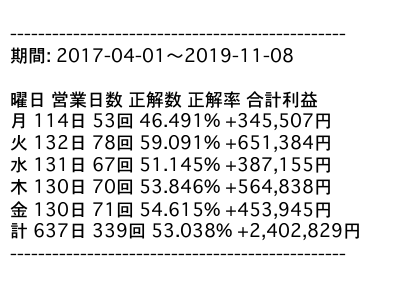 ------------------------------------------------
期間: 2017-04-01～2019-11-08
曜日 営業日数 正解数 正解率 合計利益
月 114日 53回 46.491% +345,507円
火 132日 78回 59.091% +651,384円
水 131日 67回 51.145% +387,155円
木 130日 70回 53.846% +564,838円
金 130日 71回 54.615% +453,945円
計 637日 339回 53.038% +2,402,829円
------------------------------------------------